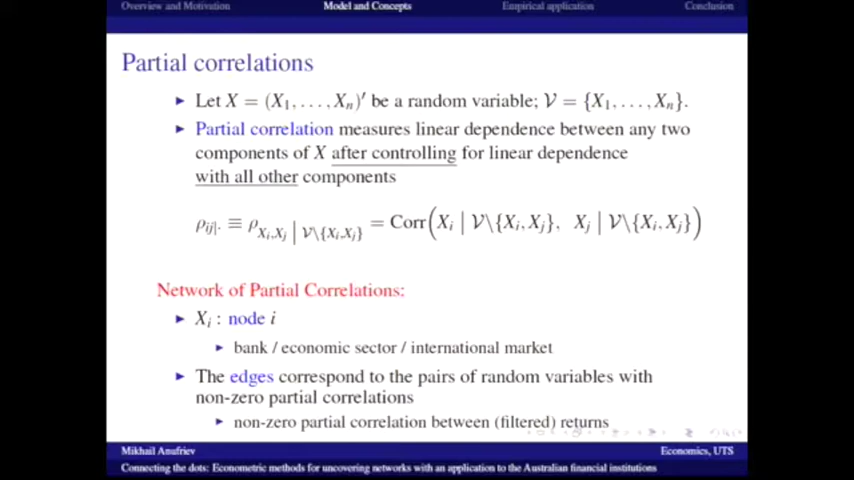 Overview and Motivation Model and Concepts Empirical application Conclusion
Partial correlations
▶ Let X = (X₁, . . . , Xₙ)′ be a random variable; 𝒱 = {X₁, . . . , Xₙ}.
▶ Partial correlation measures linear dependence between any two
components of X after controlling for linear dependence
with all other components
ρᵢⱼ|· ≡ ρ_{Xᵢ,Xⱼ | 𝒱\{Xᵢ,Xⱼ}} = Corr(Xᵢ | 𝒱\{Xᵢ, Xⱼ}, Xⱼ | 𝒱\{Xᵢ, Xⱼ})
Network of Partial Correlations:
▶ Xᵢ : node i
▶ bank / economic sector / international market
▶ The edges correspond to the pairs of random variables with
non-zero partial correlations
▶ non-zero partial correlation between (filtered) returns
Mikhail Anufriev Economics, UTS
Connecting the dots: Econometric methods for uncovering networks with an application to the Australian financial institutions